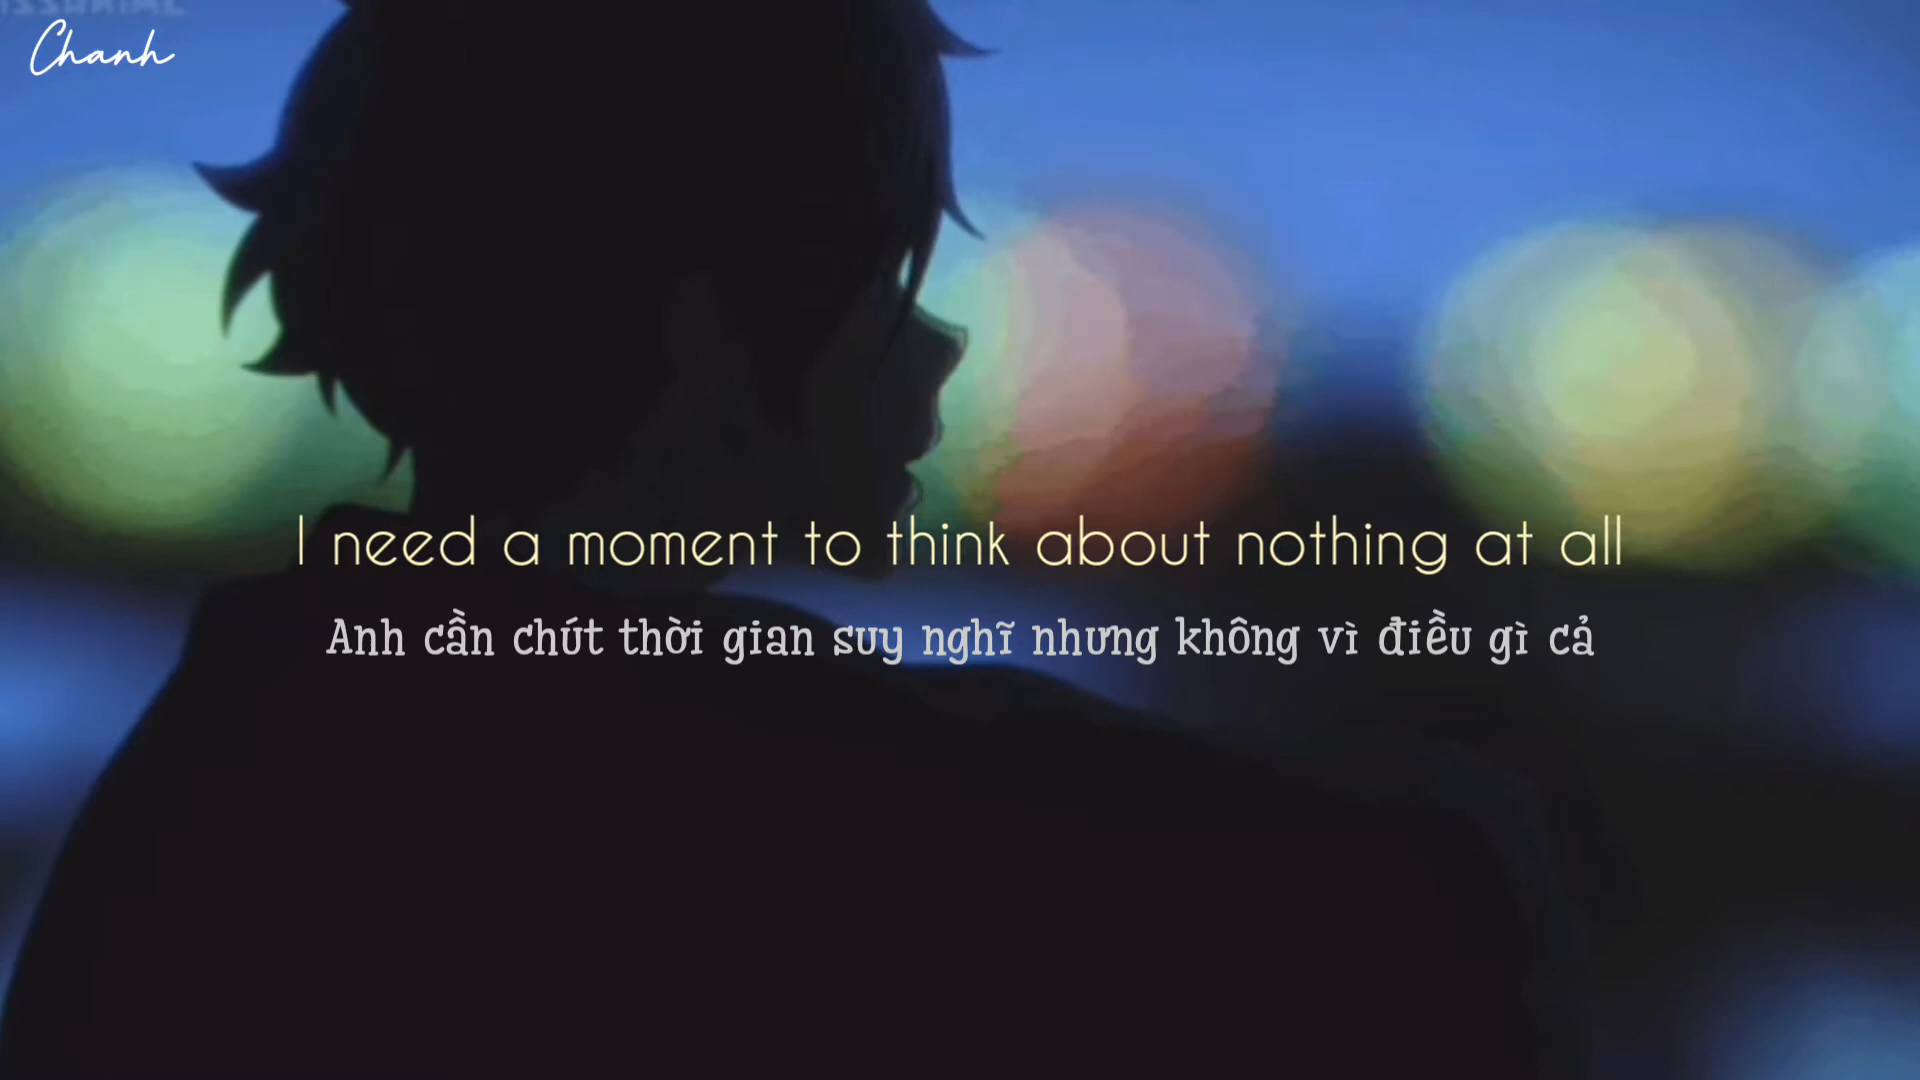 Chanh
I need a moment to think about nothing at all
Anh cần chút thời gian suy nghĩ nhưng không vì điều gì cả